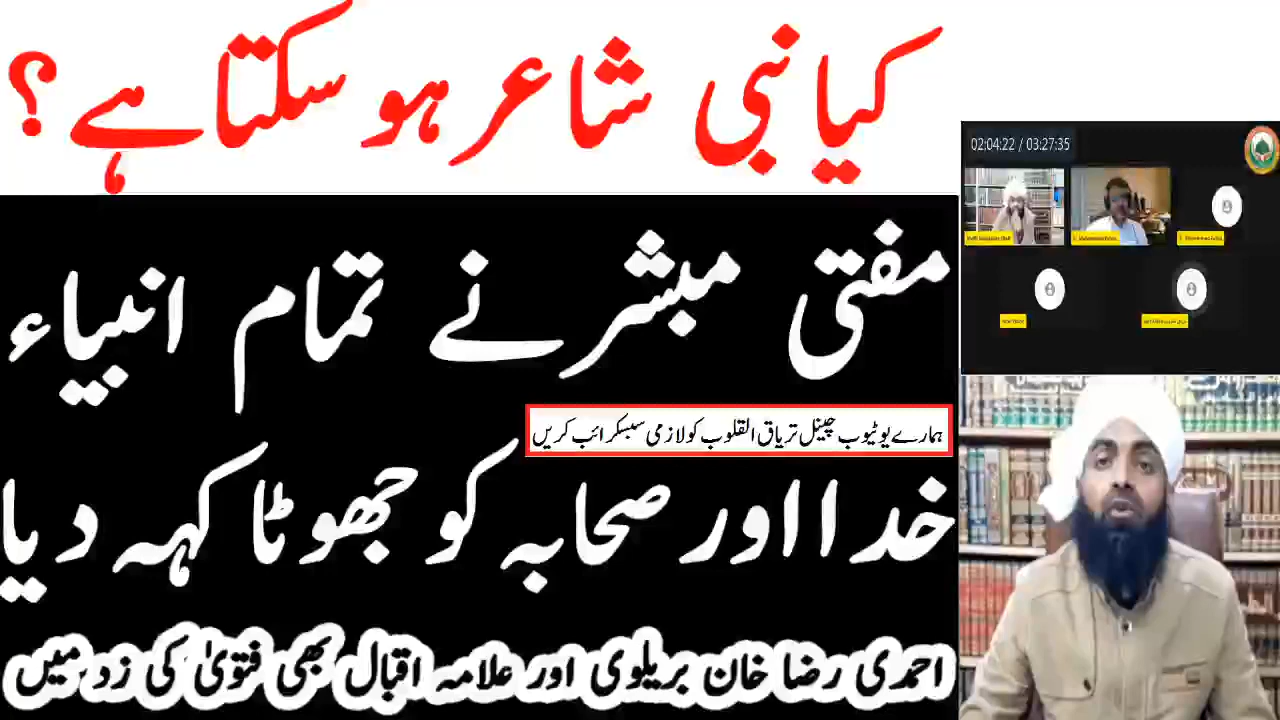 کیا نبی شاعر ہو سکتا ہے؟
02:04:22 / 03:27:35
مفتی مبشر نے تمام انبیاء
ہمارے یوٹیوب چینل تریاق القلوب کو لازمی سبسکرائب کریں
خدا اور صحابہ کو جھوٹا کہہ دیا
احمدی رضا خان بریلوی اور علامہ اقبال بھی فتویٰ کی زد میں